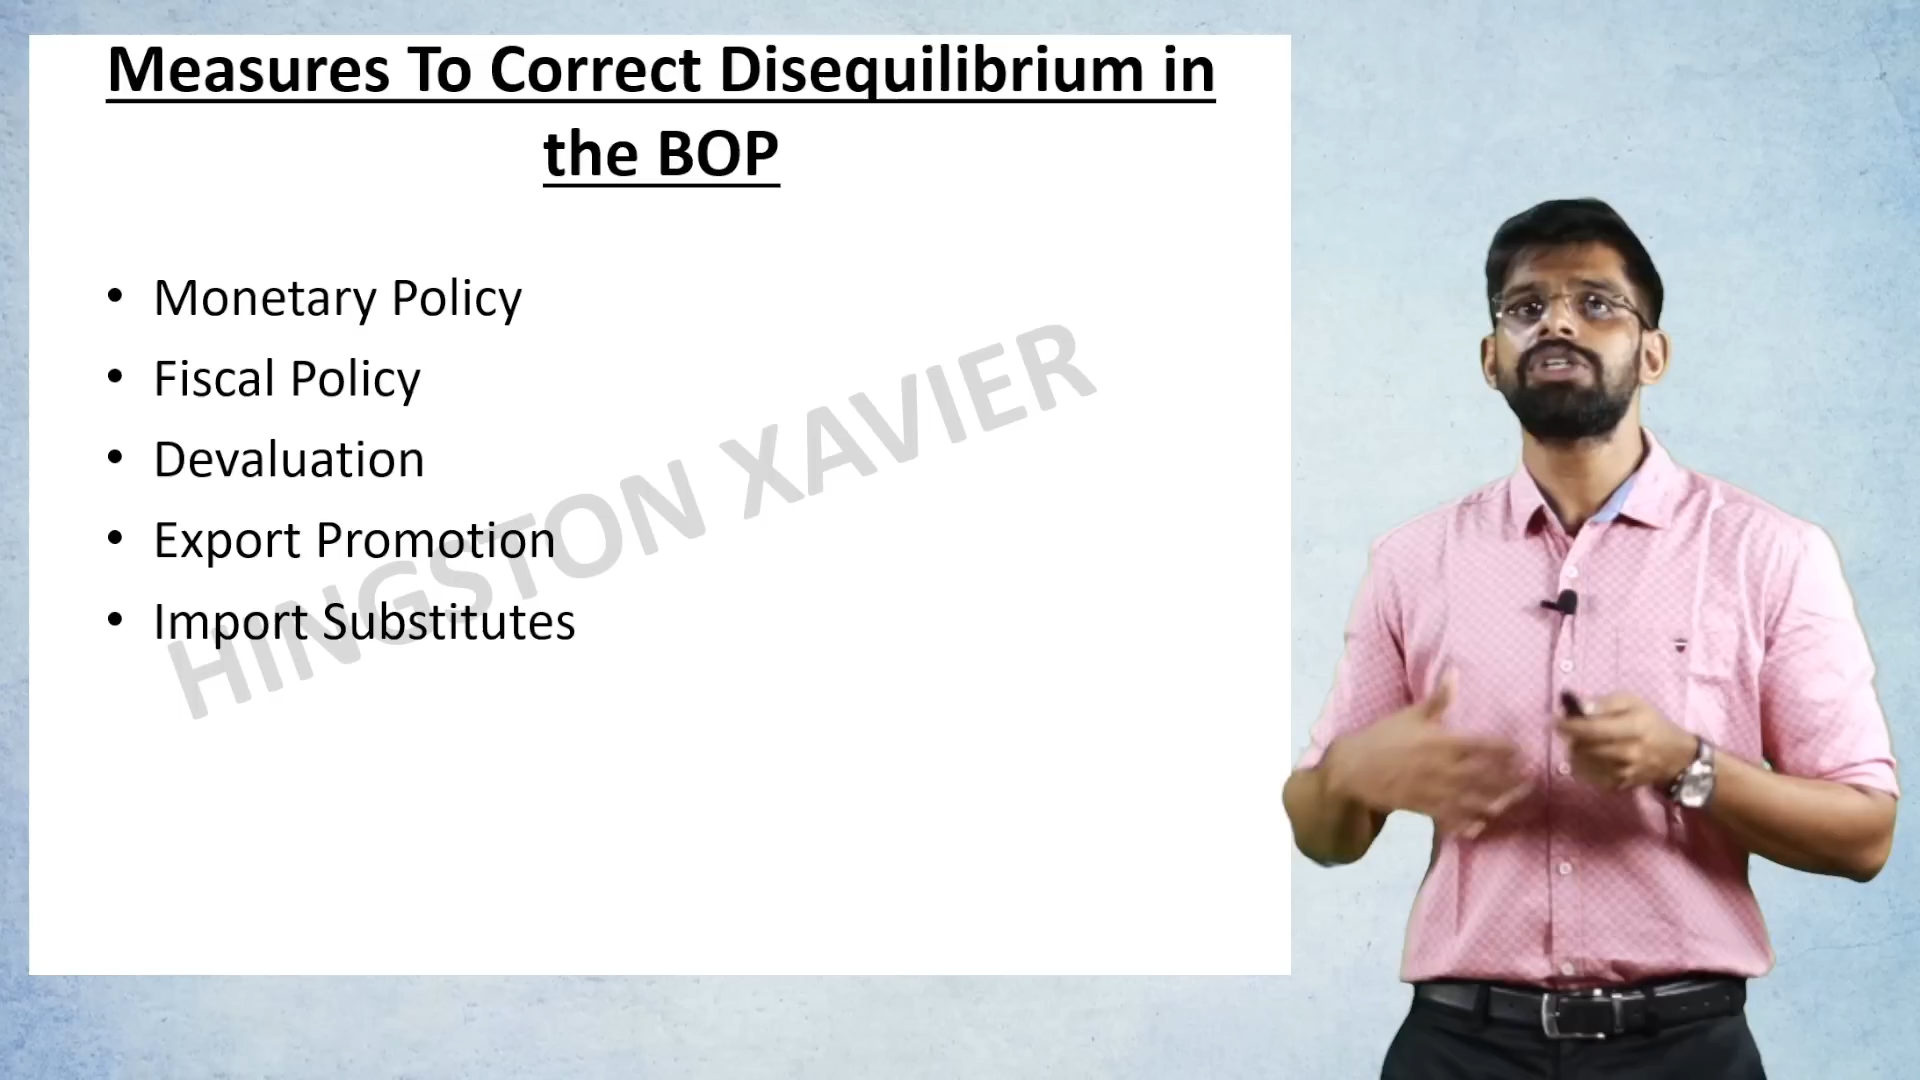 Measures To Correct Disequilibrium in
the BOP
• Monetary Policy
• Fiscal Policy
• Devaluation
• Export Promotion
• Import Substitutes
HINGSTON XAVIER